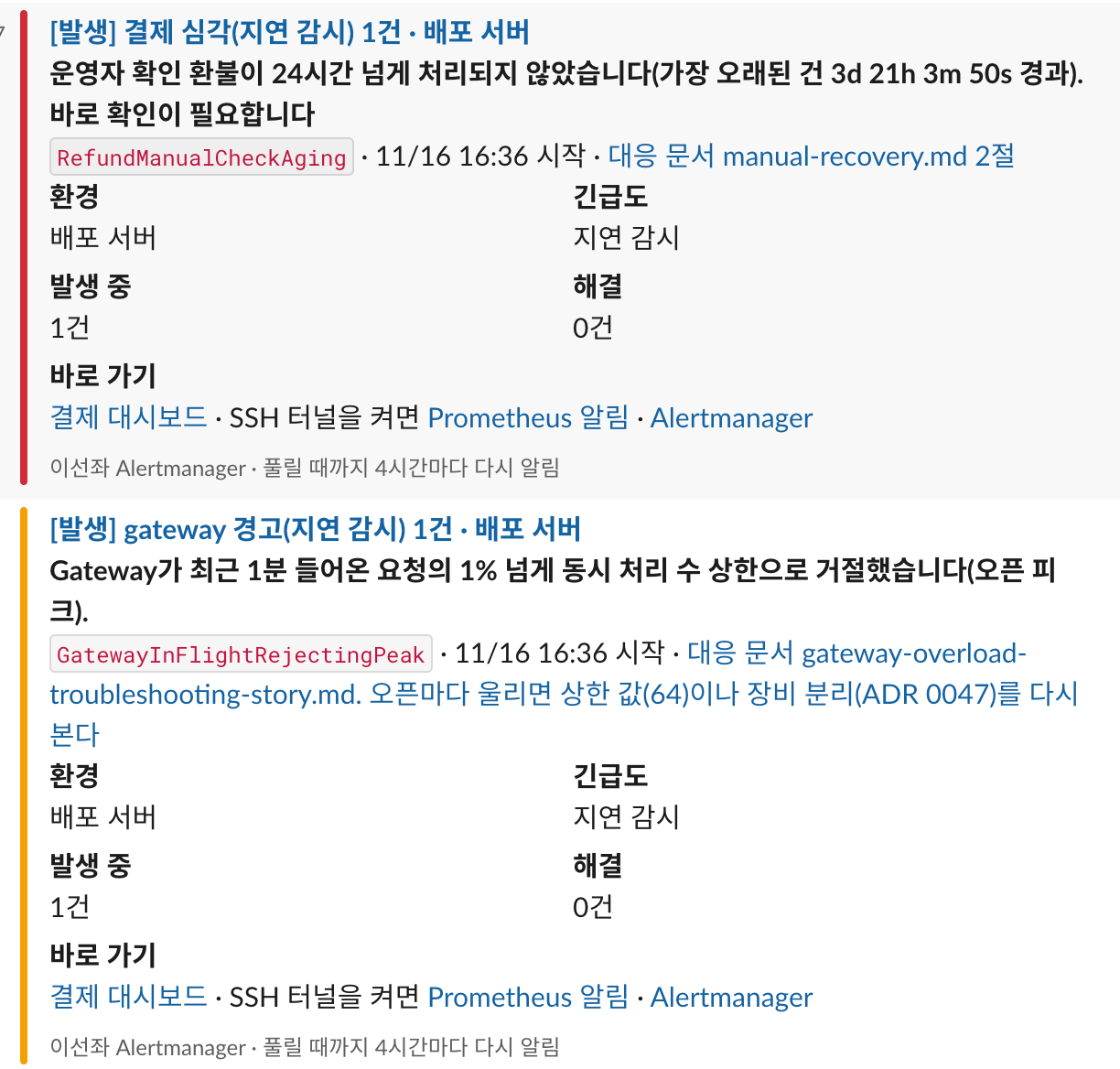 [발생] 결제 심각(지연 감시) 1건 · 배포 서버
운영자 확인 환불이 24시간 넘게 처리되지 않았습니다(가장 오래된 건 3d 21h 3m 50s 경과).
바로 확인이 필요합니다
RefundManualCheckAging · 11/16 16:36 시작 · 대응 문서 manual-recovery.md 2절
환경 긴급도
배포 서버 지연 감시
발생 중 해결
1건 0건
바로 가기
결제 대시보드 · SSH 터널을 켜면 Prometheus 알림 · Alertmanager
이선좌 Alertmanager · 풀릴 때까지 4시간마다 다시 알림
[발생] gateway 경고(지연 감시) 1건 · 배포 서버
Gateway가 최근 1분 들어온 요청의 1% 넘게 동시 처리 수 상한으로 거절했습니다(오픈 피
크).
GatewayInFlightRejectingPeak · 11/16 16:36 시작 · 대응 문서 gateway-overload-
troubleshooting-story.md. 오픈마다 울리면 상한 값(64)이나 장비 분리(ADR 0047)를 다시
본다
환경 긴급도
배포 서버 지연 감시
발생 중 해결
1건 0건
바로 가기
결제 대시보드 · SSH 터널을 켜면 Prometheus 알림 · Alertmanager
이선좌 Alertmanager · 풀릴 때까지 4시간마다 다시 알림